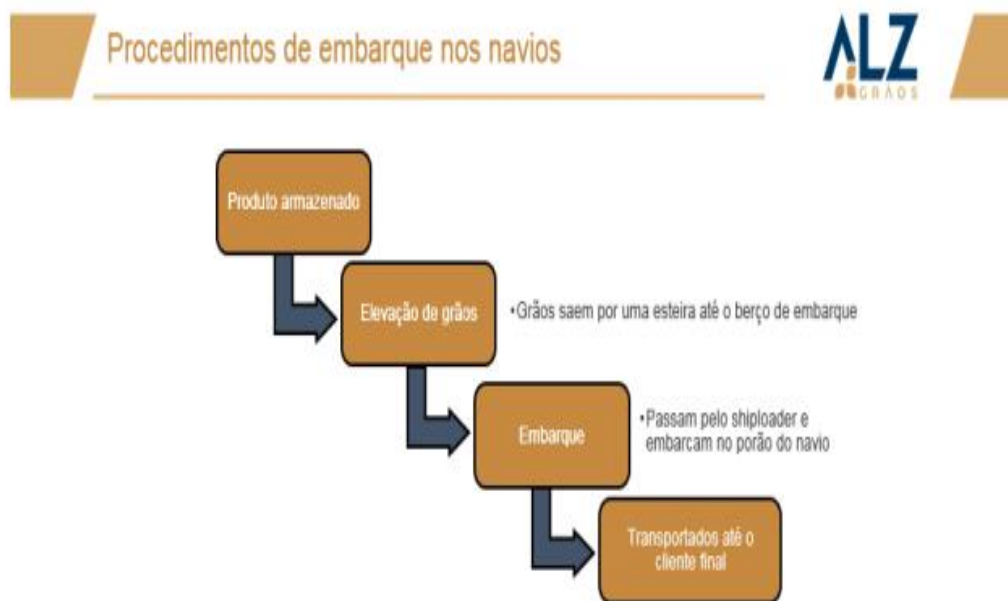 Procedimentos de embarque nos navios
ALZ
GRÃOS
Produto armazenado
Elevação de grãos
•Grãos saem por uma esteira até o berço de embarque
Embarque
•Passam pelo shiploader e
embarcam no porão do navio
Transportados até o
cliente final